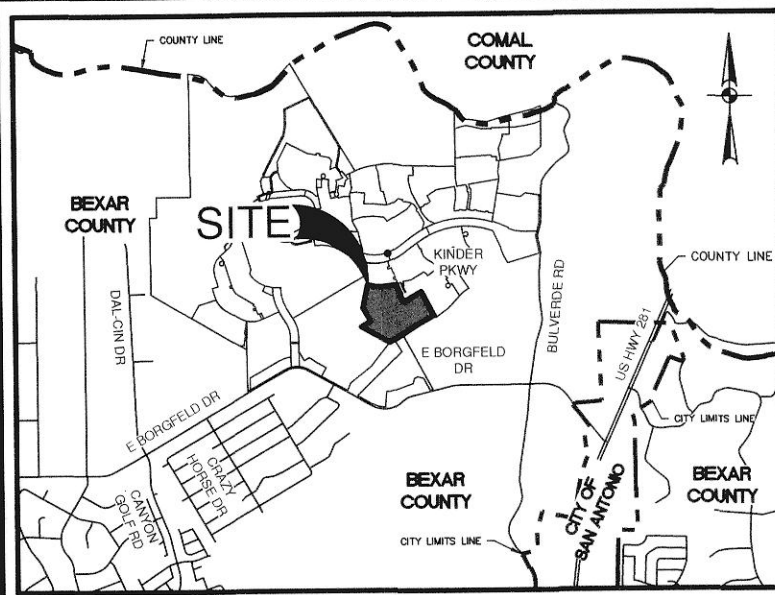 COUNTY LINE
COMAL
COUNTY
BEXAR
COUNTY
SITE
KINDER
PKWY
COUNTY LINE
DAL-CIN DR
BULVERDE RD
US HWY 281
E BORGFELD
DR
E BORGFELD DR
CRAZY
HORSE DR
CANYON
GOLF RD
CITY LIMITS LINE
BEXAR
COUNTY
CITY OF
SAN ANTONIO
BEXAR
COUNTY
CITY LIMITS LINE